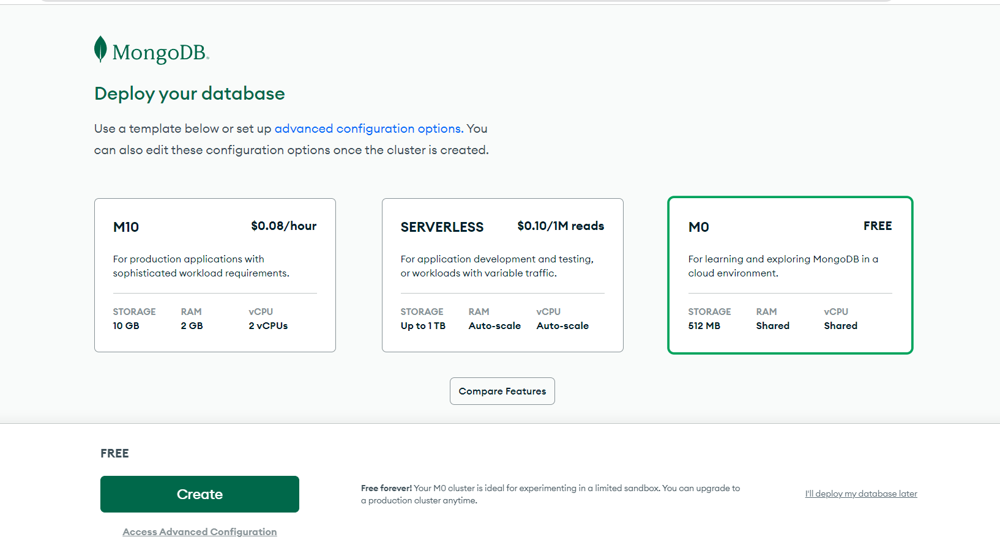 MongoDB®
Deploy your database
Use a template below or set up advanced configuration options. You
can also edit these configuration options once the cluster is created.
M10 $0.08/hour
For production applications with
sophisticated workload requirements.
STORAGE RAM vCPU
10 GB 2 GB 2 vCPUs
SERVERLESS $0.10/1M reads
For application development and testing,
or workloads with variable traffic.
STORAGE RAM vCPU
Up to 1 TB Auto-scale Auto-scale
M0 FREE
For learning and exploring MongoDB in a
cloud environment.
STORAGE RAM vCPU
512 MB Shared Shared
Compare Features
FREE
Create
Access Advanced Configuration
Free forever! Your M0 cluster is ideal for experimenting in a limited sandbox. You can upgrade to
a production cluster anytime.
I'll deploy my database later